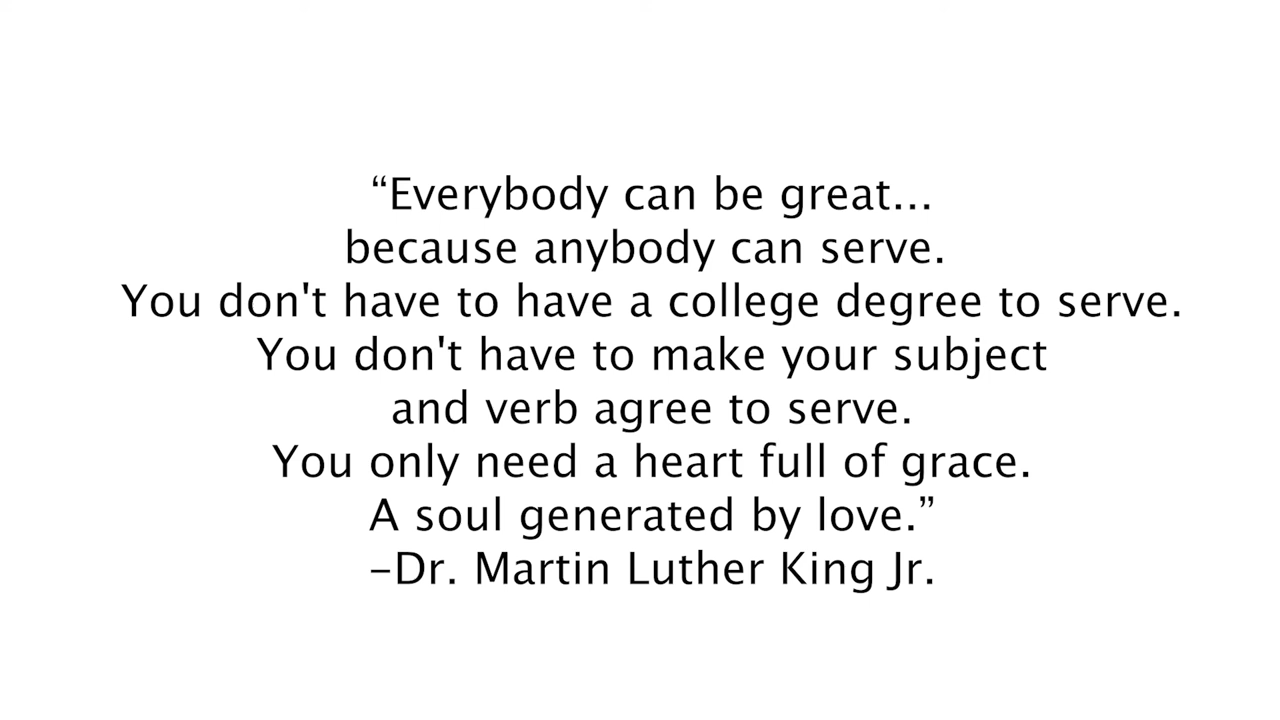 “Everybody can be great...
because anybody can serve.
You don't have to have a college degree to serve.
You don't have to make your subject
and verb agree to serve.
You only need a heart full of grace.
A soul generated by love.”
–Dr. Martin Luther King Jr.